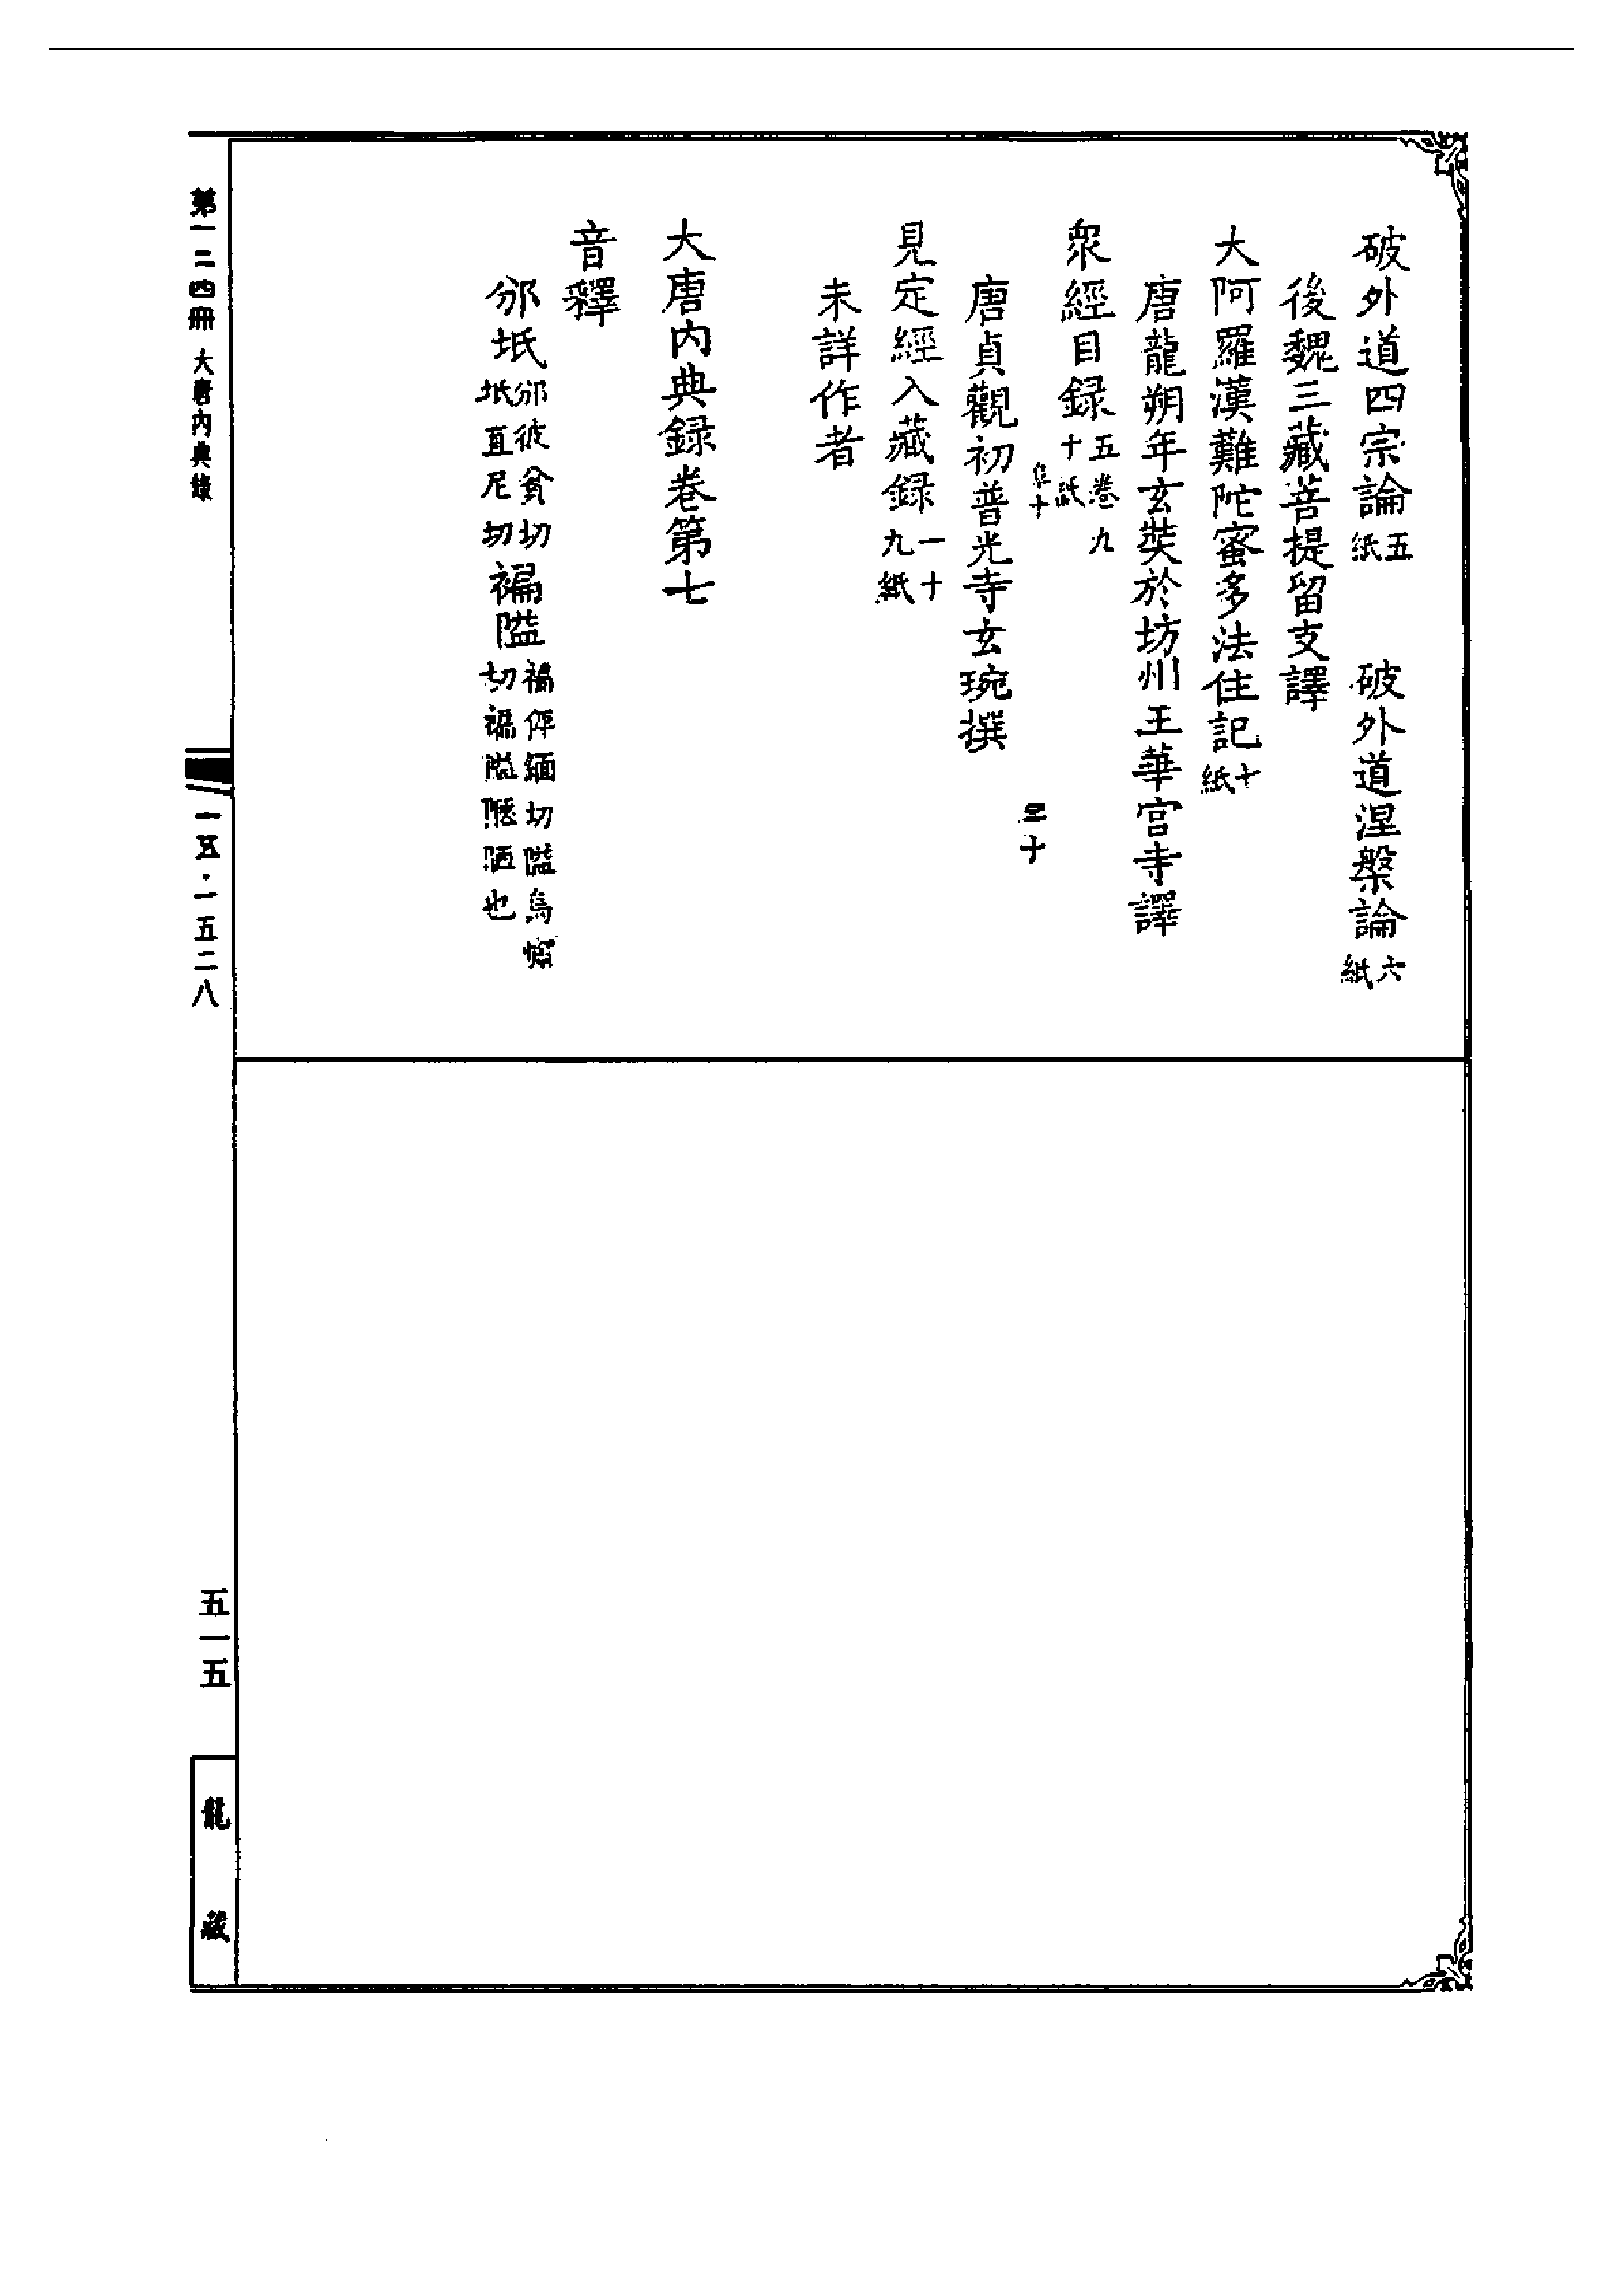 破外道四宗論五紙　破外道涅槃論六紙
後魏三藏菩提留支譯
大阿羅漢難陀蜜多法住記十紙
唐龍朔年玄奘於坊州王華宮寺譯
衆經目録五卷九十紙
唐貞觀初普光寺玄琬撰
見定經入藏録一十九紙
未詳作者
大唐内典録卷第七
音釋
邠坻邠彼貧切坻直尼切褊隘褊俾緬切隘烏懈切褊隘陿陋也
第一二四冊 大唐內典錄
一五·一五二八
五一五
龍藏